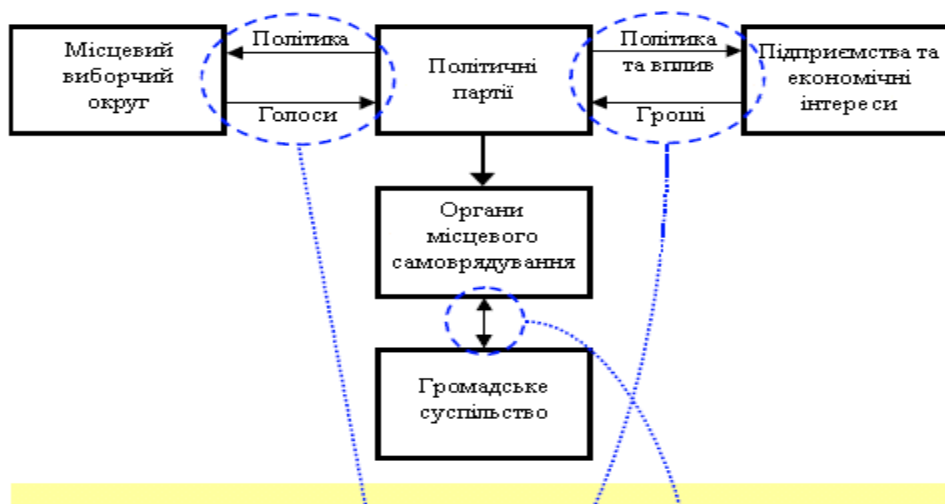 Місцевий
виборчий
округ
Політика
Голоси
Політичні
партії
Політика
та вплив
Гроші
Підприємства та
економічні
інтереси
Органи
місцевого
самоврядування
Громадське
суспільство